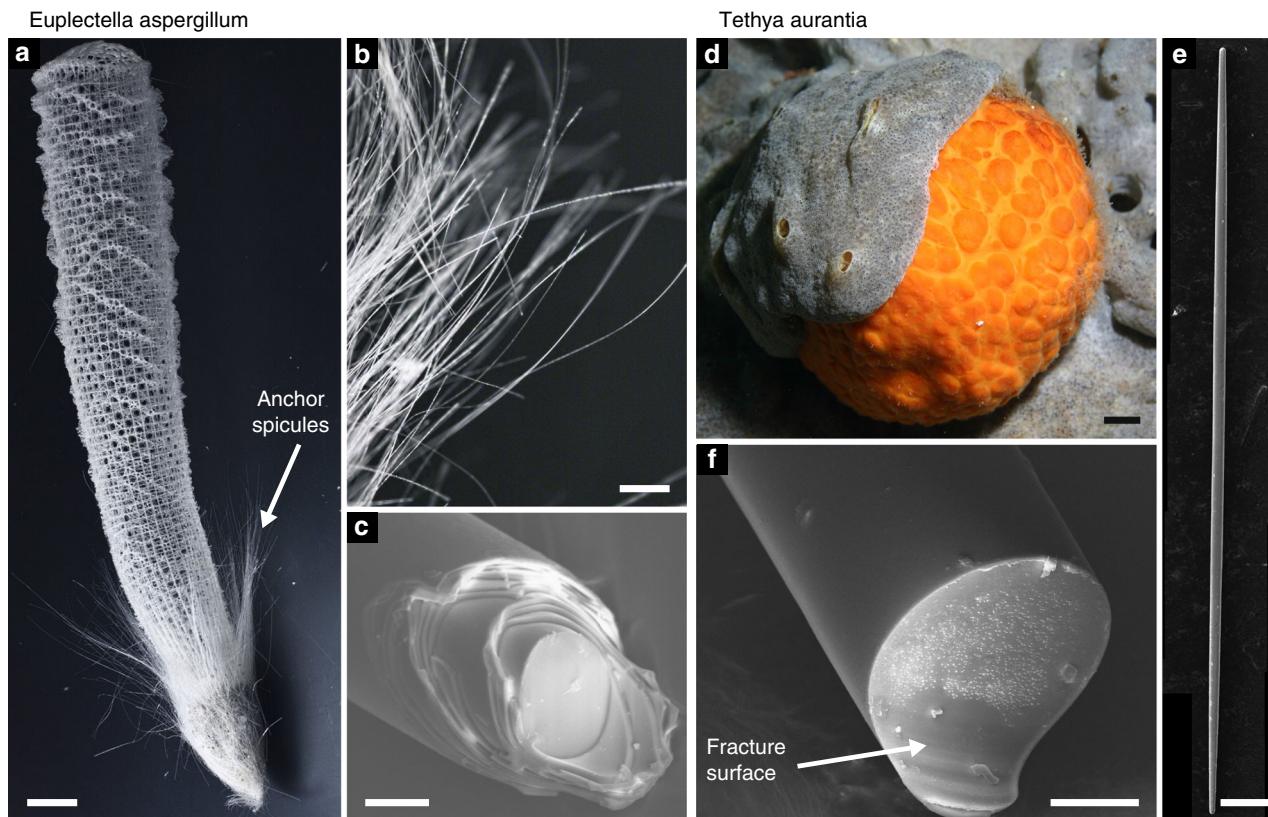 Euplectella aspergillum
Tethya aurantia
a
b
d
e
Anchor
spicules
c
f
Fracture
surface